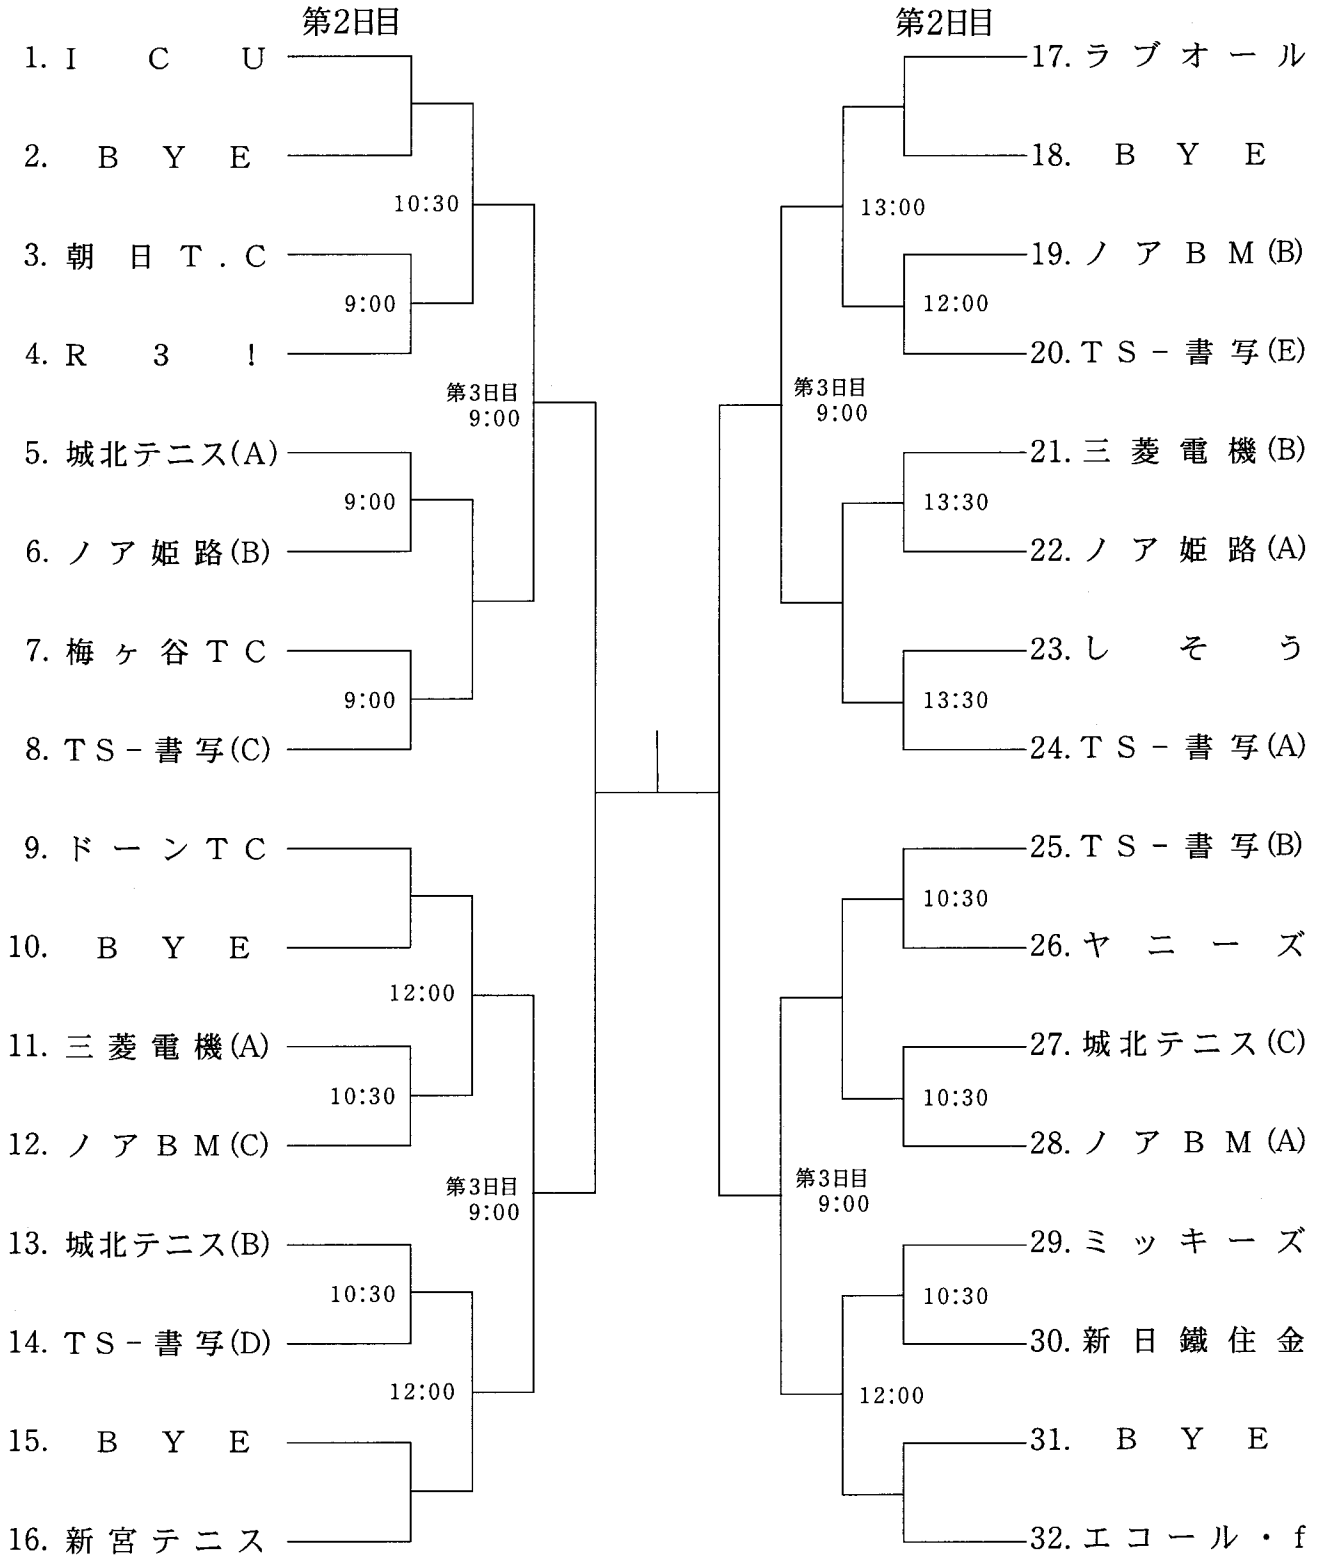 第2日目
1. I C U
2. B Y E
10:30
3. 朝 日 T . C
9:00
4. R 3 !
第3日目
9:00
5. 城北テニス(A)
9:00
6. ノ ア 姫 路(B)
7. 梅 ヶ 谷 T C
9:00
8. T S - 書 写(C)
9. ド ー ン T C
10. B Y E
12:00
11. 三 菱 電 機(A)
10:30
12. ノ ア B M(C)
第3日目
9:00
13. 城北テニス(B)
10:30
14. T S - 書 写(D)
12:00
15. B Y E
16. 新 宮 テ ニ ス
第2日目
17. ラ ブ オ ー ル
18. B Y E
13:00
19. ノ ア B M (B)
12:00
20. T S - 書 写(E)
第3日目
9:00
21. 三 菱 電 機(B)
13:30
22. ノ ア 姫 路(A)
23. し そ う
13:30
24. T S - 書 写(A)
25. T S - 書 写(B)
10:30
26. ヤ ニ ー ズ
27. 城北テニス(C)
10:30
28. ノ ア B M (A)
第3日目
9:00
29. ミ ッ キ ー ズ
10:30
30. 新 日 鐵 住 金
12:00
31. B Y E
32. エ コ ー ル ・ f